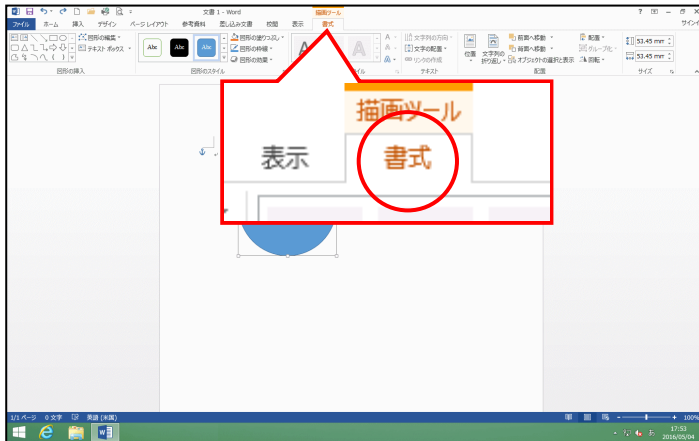 文書 1 - Word
描画ツール
サインイ
ファイル ホーム 挿入 デザイン ページ レイアウト 参考資料 差し込み文書 校閲 表示 書式
図形の編集
テキスト ボックス
図形の挿入
Abc Abc Abc
図形の塗りつぶし
図形の枠線
図形の効果
図形のスタイル
A A
文字列の方向
文字の配置
リンクの作成
テキスト
位置 文字列の折り返し
前面へ移動
背面へ移動
オブジェクトの選択と表示
配置
グループ化
回転
配置
53.45 mm
53.45 mm
サイズ
描画ツール
表示 書式
1/1 ページ 0 文字 英語 (米国)
100%
17:53
2016/05/04